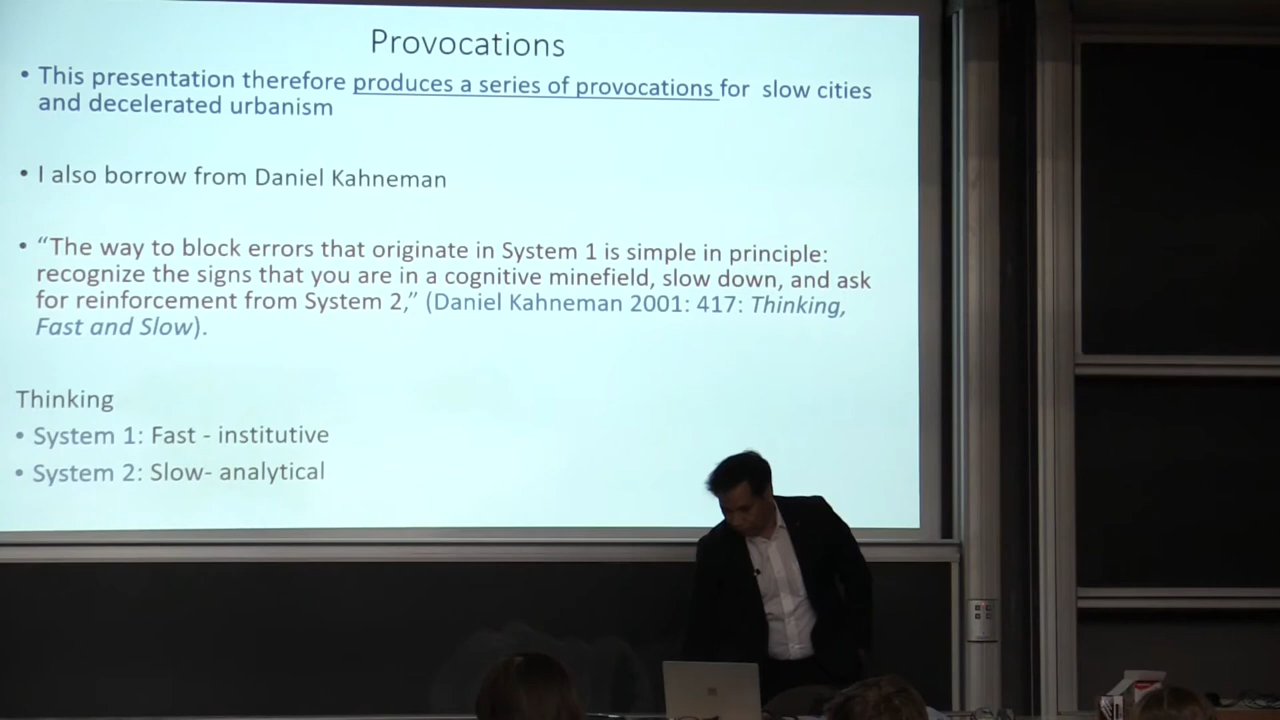 Provocations
• This presentation therefore produces a series of provocations for slow cities
and decelerated urbanism
• I also borrow from Daniel Kahneman
• “The way to block errors that originate in System 1 is simple in principle:
recognize the signs that you are in a cognitive minefield, slow down, and ask
for reinforcement from System 2,” (Daniel Kahneman 2001: 417: Thinking,
Fast and Slow).
Thinking
• System 1: Fast - institutive
• System 2: Slow- analytical